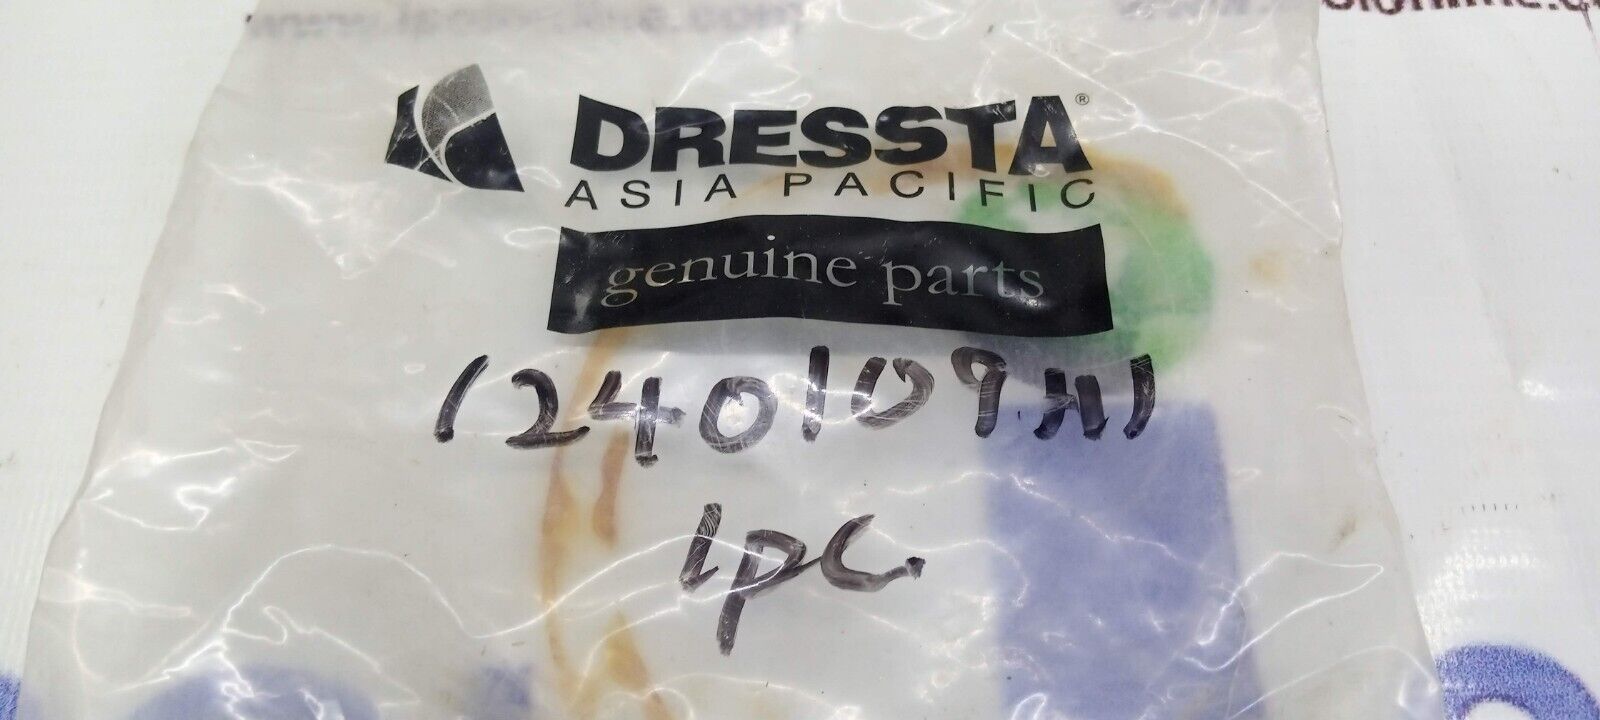 DRESSTA®
ASIA PACIFIC
genuine parts
1240109H1
1pc